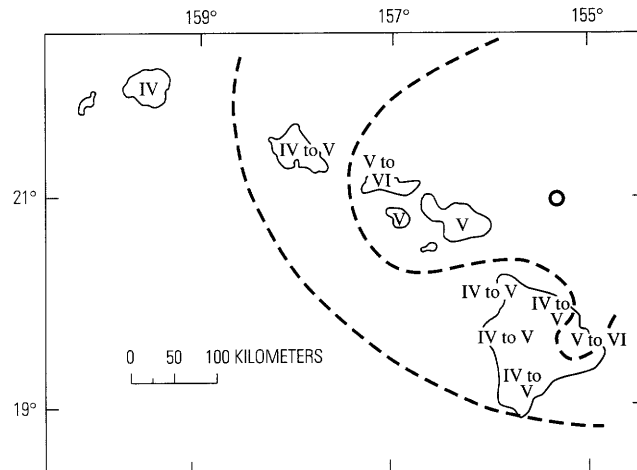 159° 157° 155°
IV
IV to V
V to
VI
21°
V V
IV to V
IV to
V
IV to V
V to VI
0 50 100 KILOMETERS
IV to
V
19°